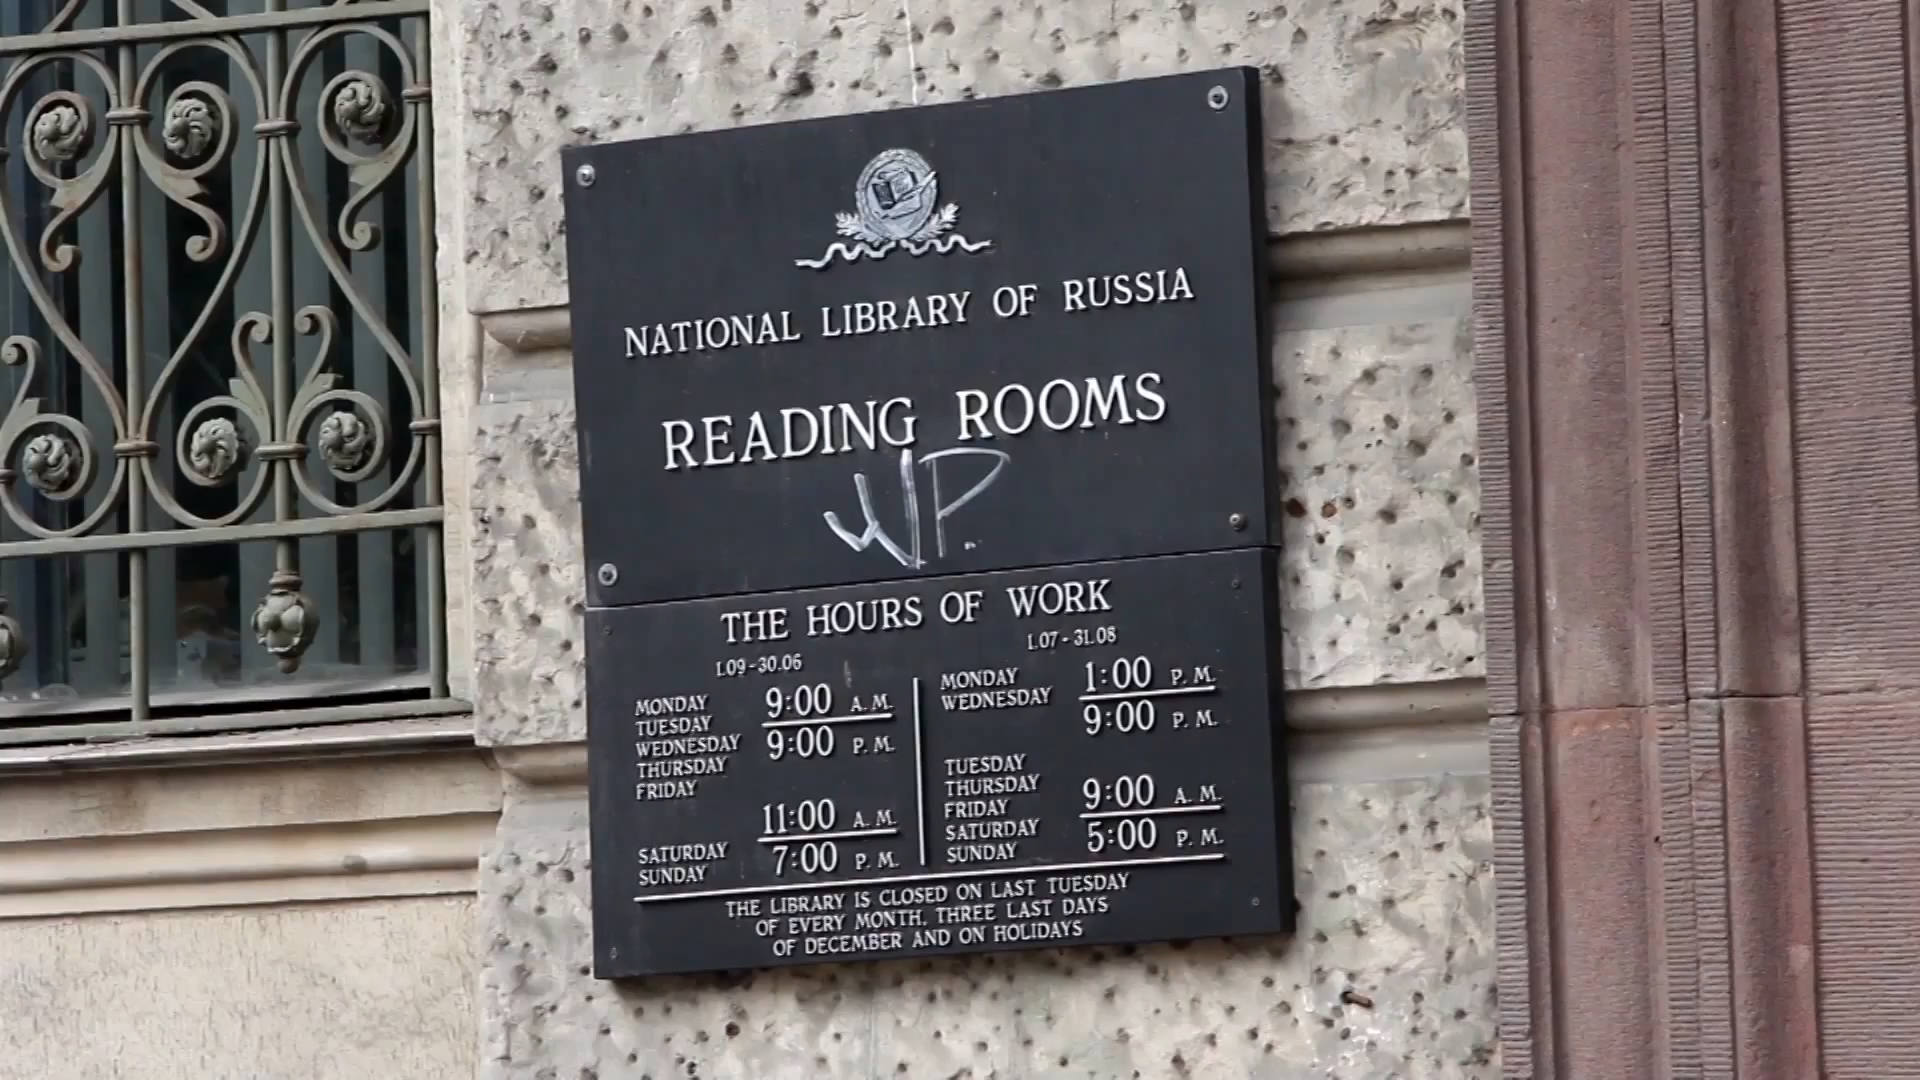 NATIONAL LIBRARY OF RUSSIA
READING ROOMS
THE HOURS OF WORK
1.09-30.06
MONDAY
TUESDAY
WEDNESDAY
THURSDAY
FRIDAY
9:00 A.M.
9:00 P.M.
SATURDAY
SUNDAY
11:00 A.M.
7:00 P.M.
1.07-31.08
MONDAY
WEDNESDAY
1:00 P.M.
9:00 P.M.
TUESDAY
THURSDAY
FRIDAY
SATURDAY
SUNDAY
9:00 A.M.
5:00 P.M.
THE LIBRARY IS CLOSED ON LAST TUESDAY
OF EVERY MONTH, THREE LAST DAYS
OF DECEMBER AND ON HOLIDAYS